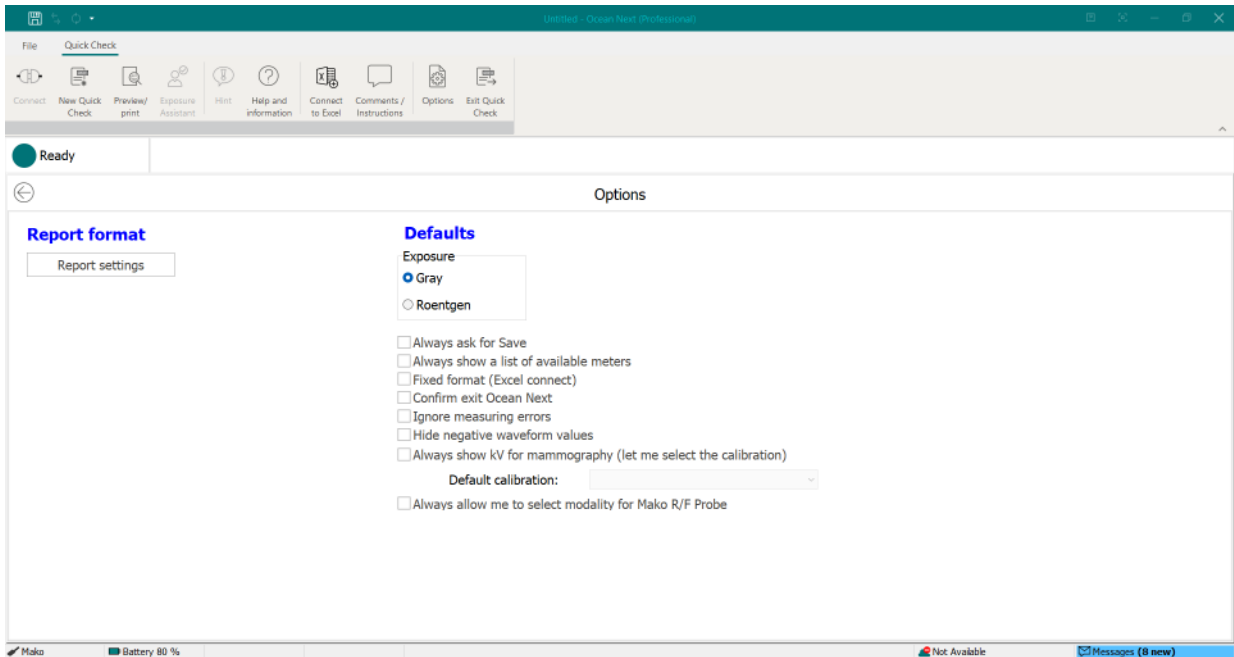 Untitled - Ocean Next (Professional)
File Quick Check
Connect New Quick Check Preview/ print Exposure Assistant Hint Help and information Connect to Excel Comments / Instructions Options Exit Quick Check
Ready
Options
Report format
Report settings
Defaults
Exposure
Gray
Roentgen
Always ask for Save
Always show a list of available meters
Fixed format (Excel connect)
Confirm exit Ocean Next
Ignore measuring errors
Hide negative waveform values
Always show kV for mammography (let me select the calibration)
Default calibration:
Always allow me to select modality for Mako R/F Probe
Mako Battery 80 % Not Available Messages (8 new)